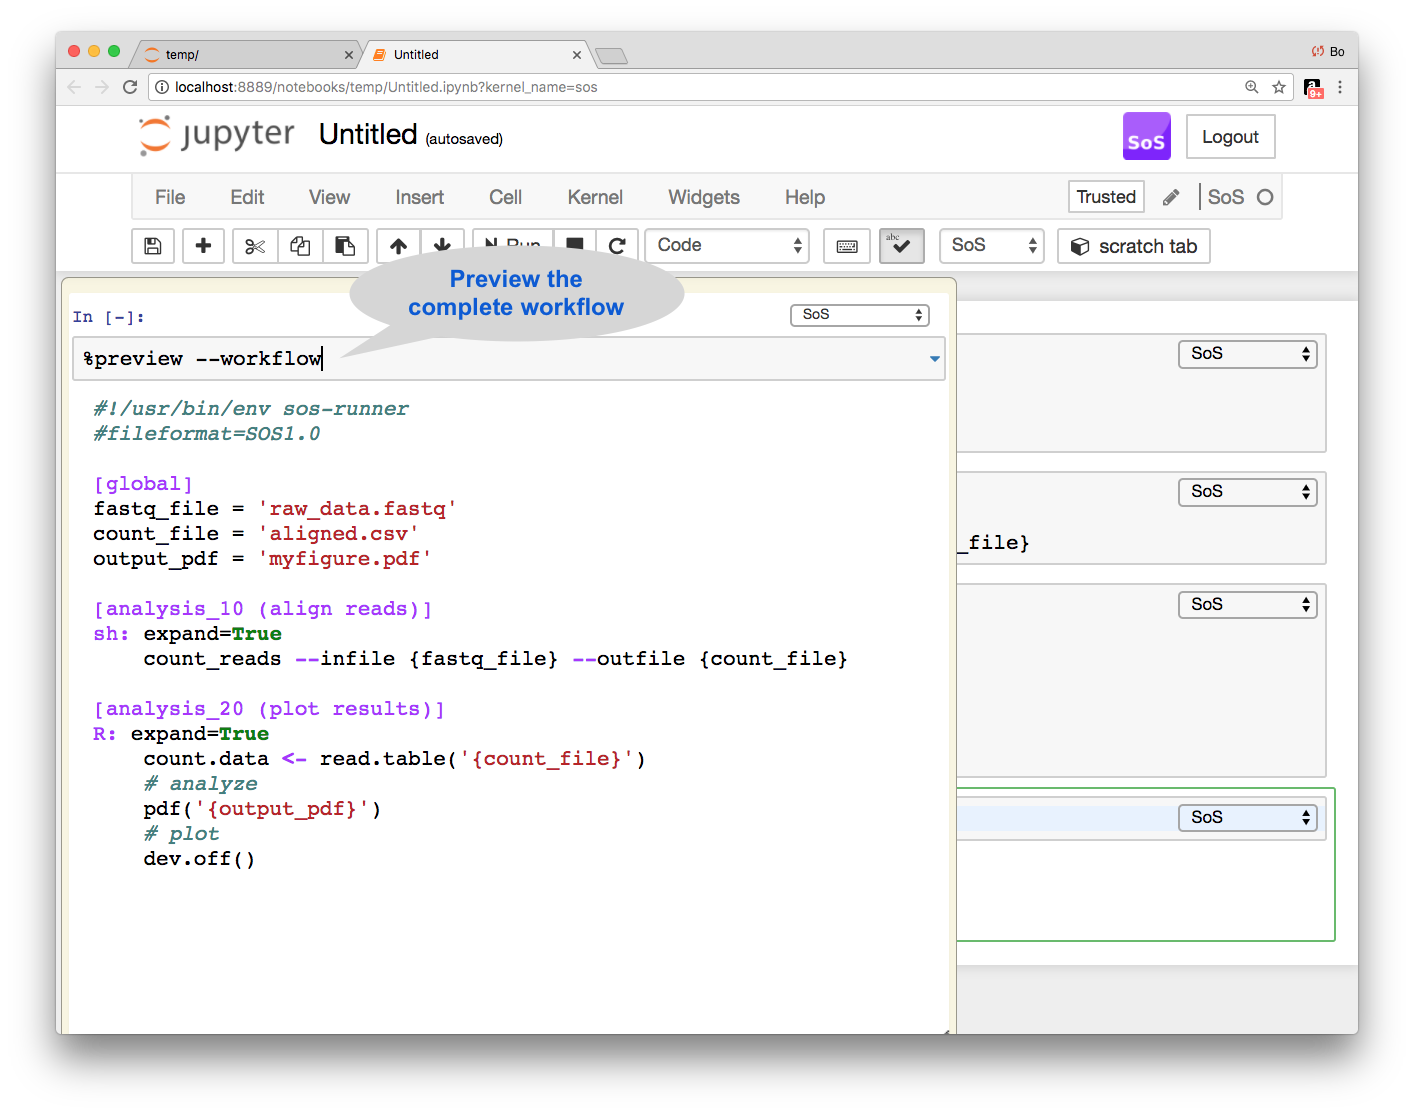 temp/
Untitled
Bo
localhost:8889/notebooks/temp/Untitled.ipynb?kernel_name=sos
a
9+
jupyter Untitled (autosaved)
SoS
Logout
File Edit View Insert Cell Kernel Widgets Help
Trusted
SoS
Run
Code
abc
SoS
scratch tab
Preview the
complete workflow
In [-]:
SoS
%preview --workflow
#!/usr/bin/env sos-runner
#fileformat=SOS1.0
[global]
fastq_file = 'raw_data.fastq'
count_file = 'aligned.csv'
output_pdf = 'myfigure.pdf'
[analysis_10 (align reads)]
sh: expand=True
count_reads --infile {fastq_file} --outfile {count_file}
[analysis_20 (plot results)]
R: expand=True
count.data <- read.table('{count_file}')
# analyze
pdf('{output_pdf}')
# plot
dev.off()
SoS
SoS
_file}
SoS
SoS